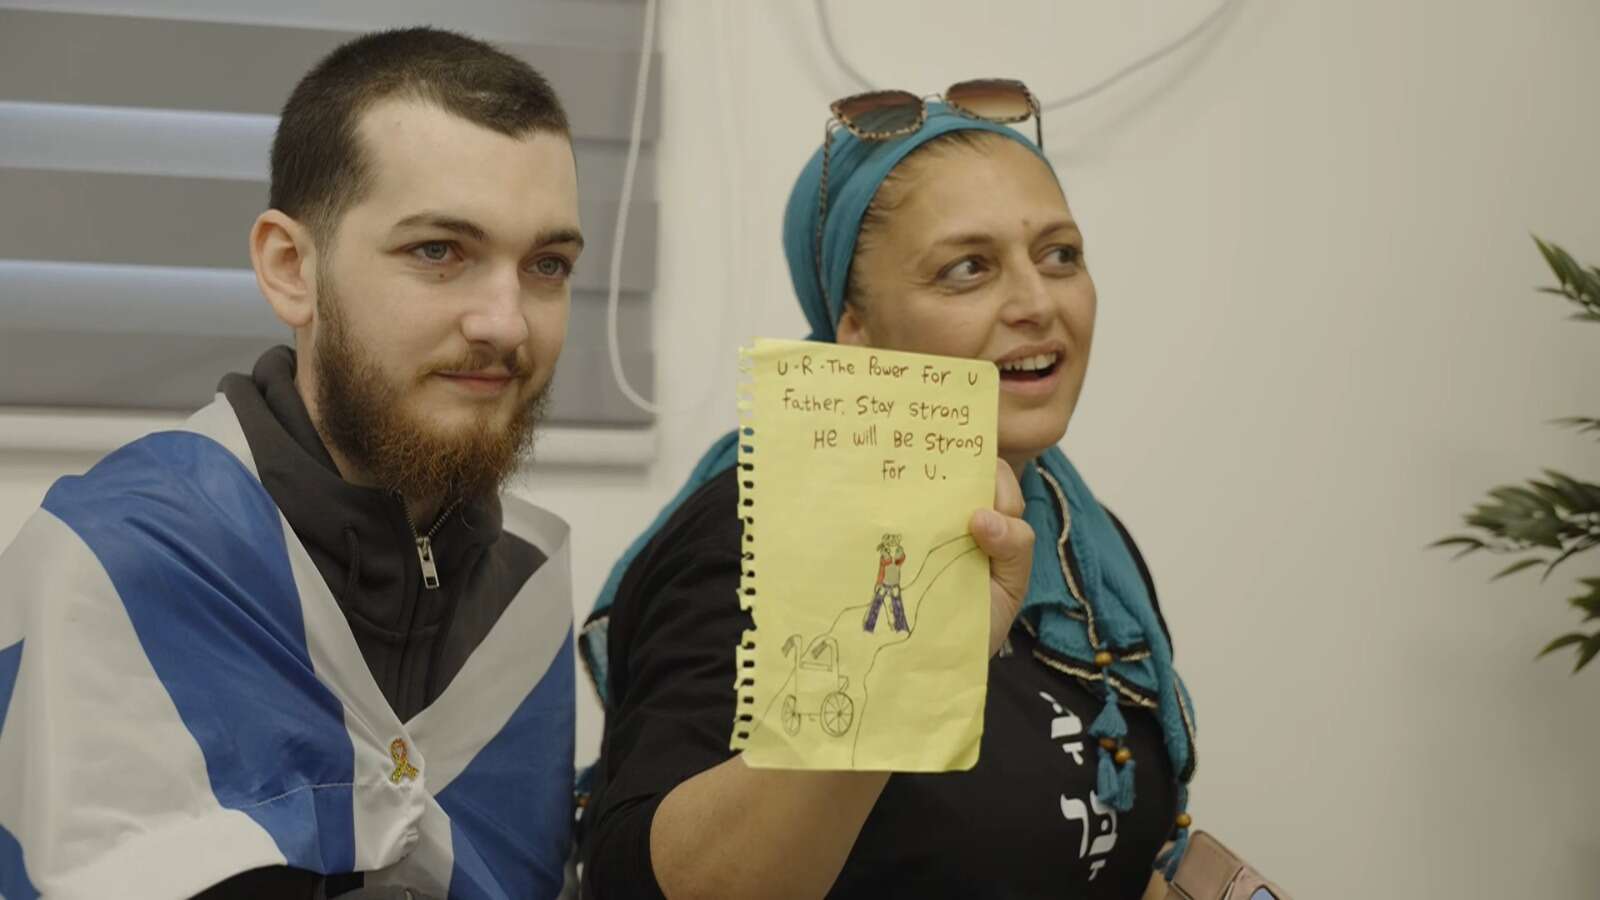 U-R-The Power For U
Father. Stay strong
He will Be strong
For U.